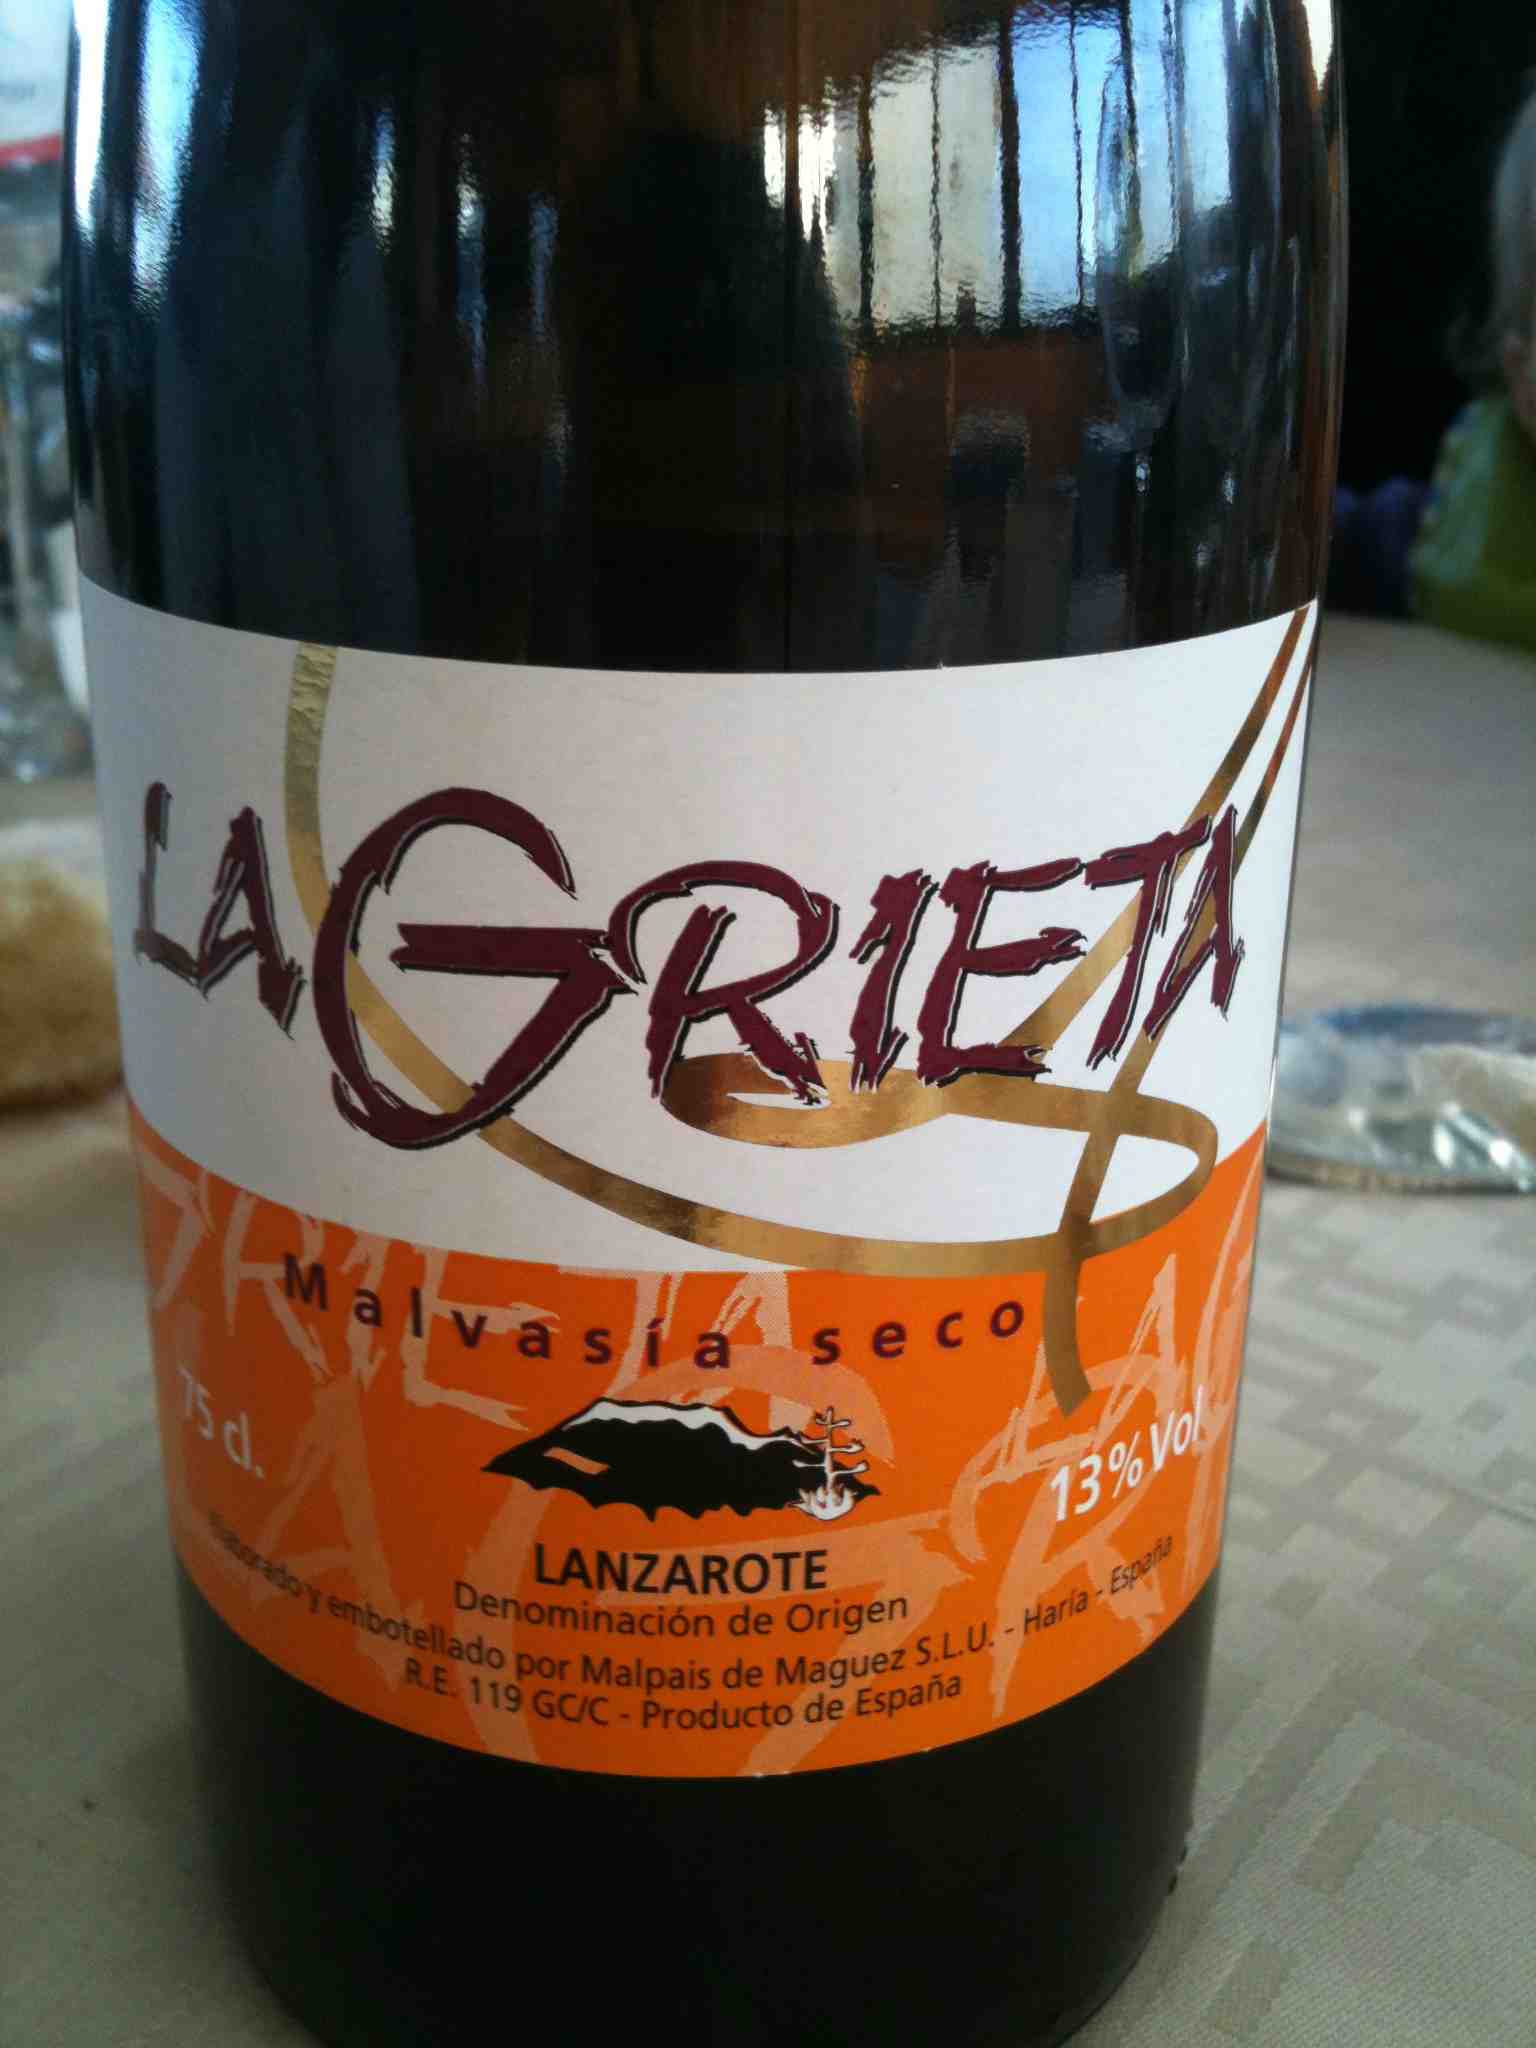 LA GRIETA
Malvasía seco
75 cl.
13% Vol
LANZAROTE
Denominación de Origen
Elaborado y embotellado por Malpais de Maguez S.L.U. - Haría - España
R.E. 119 GC/C - Producto de España